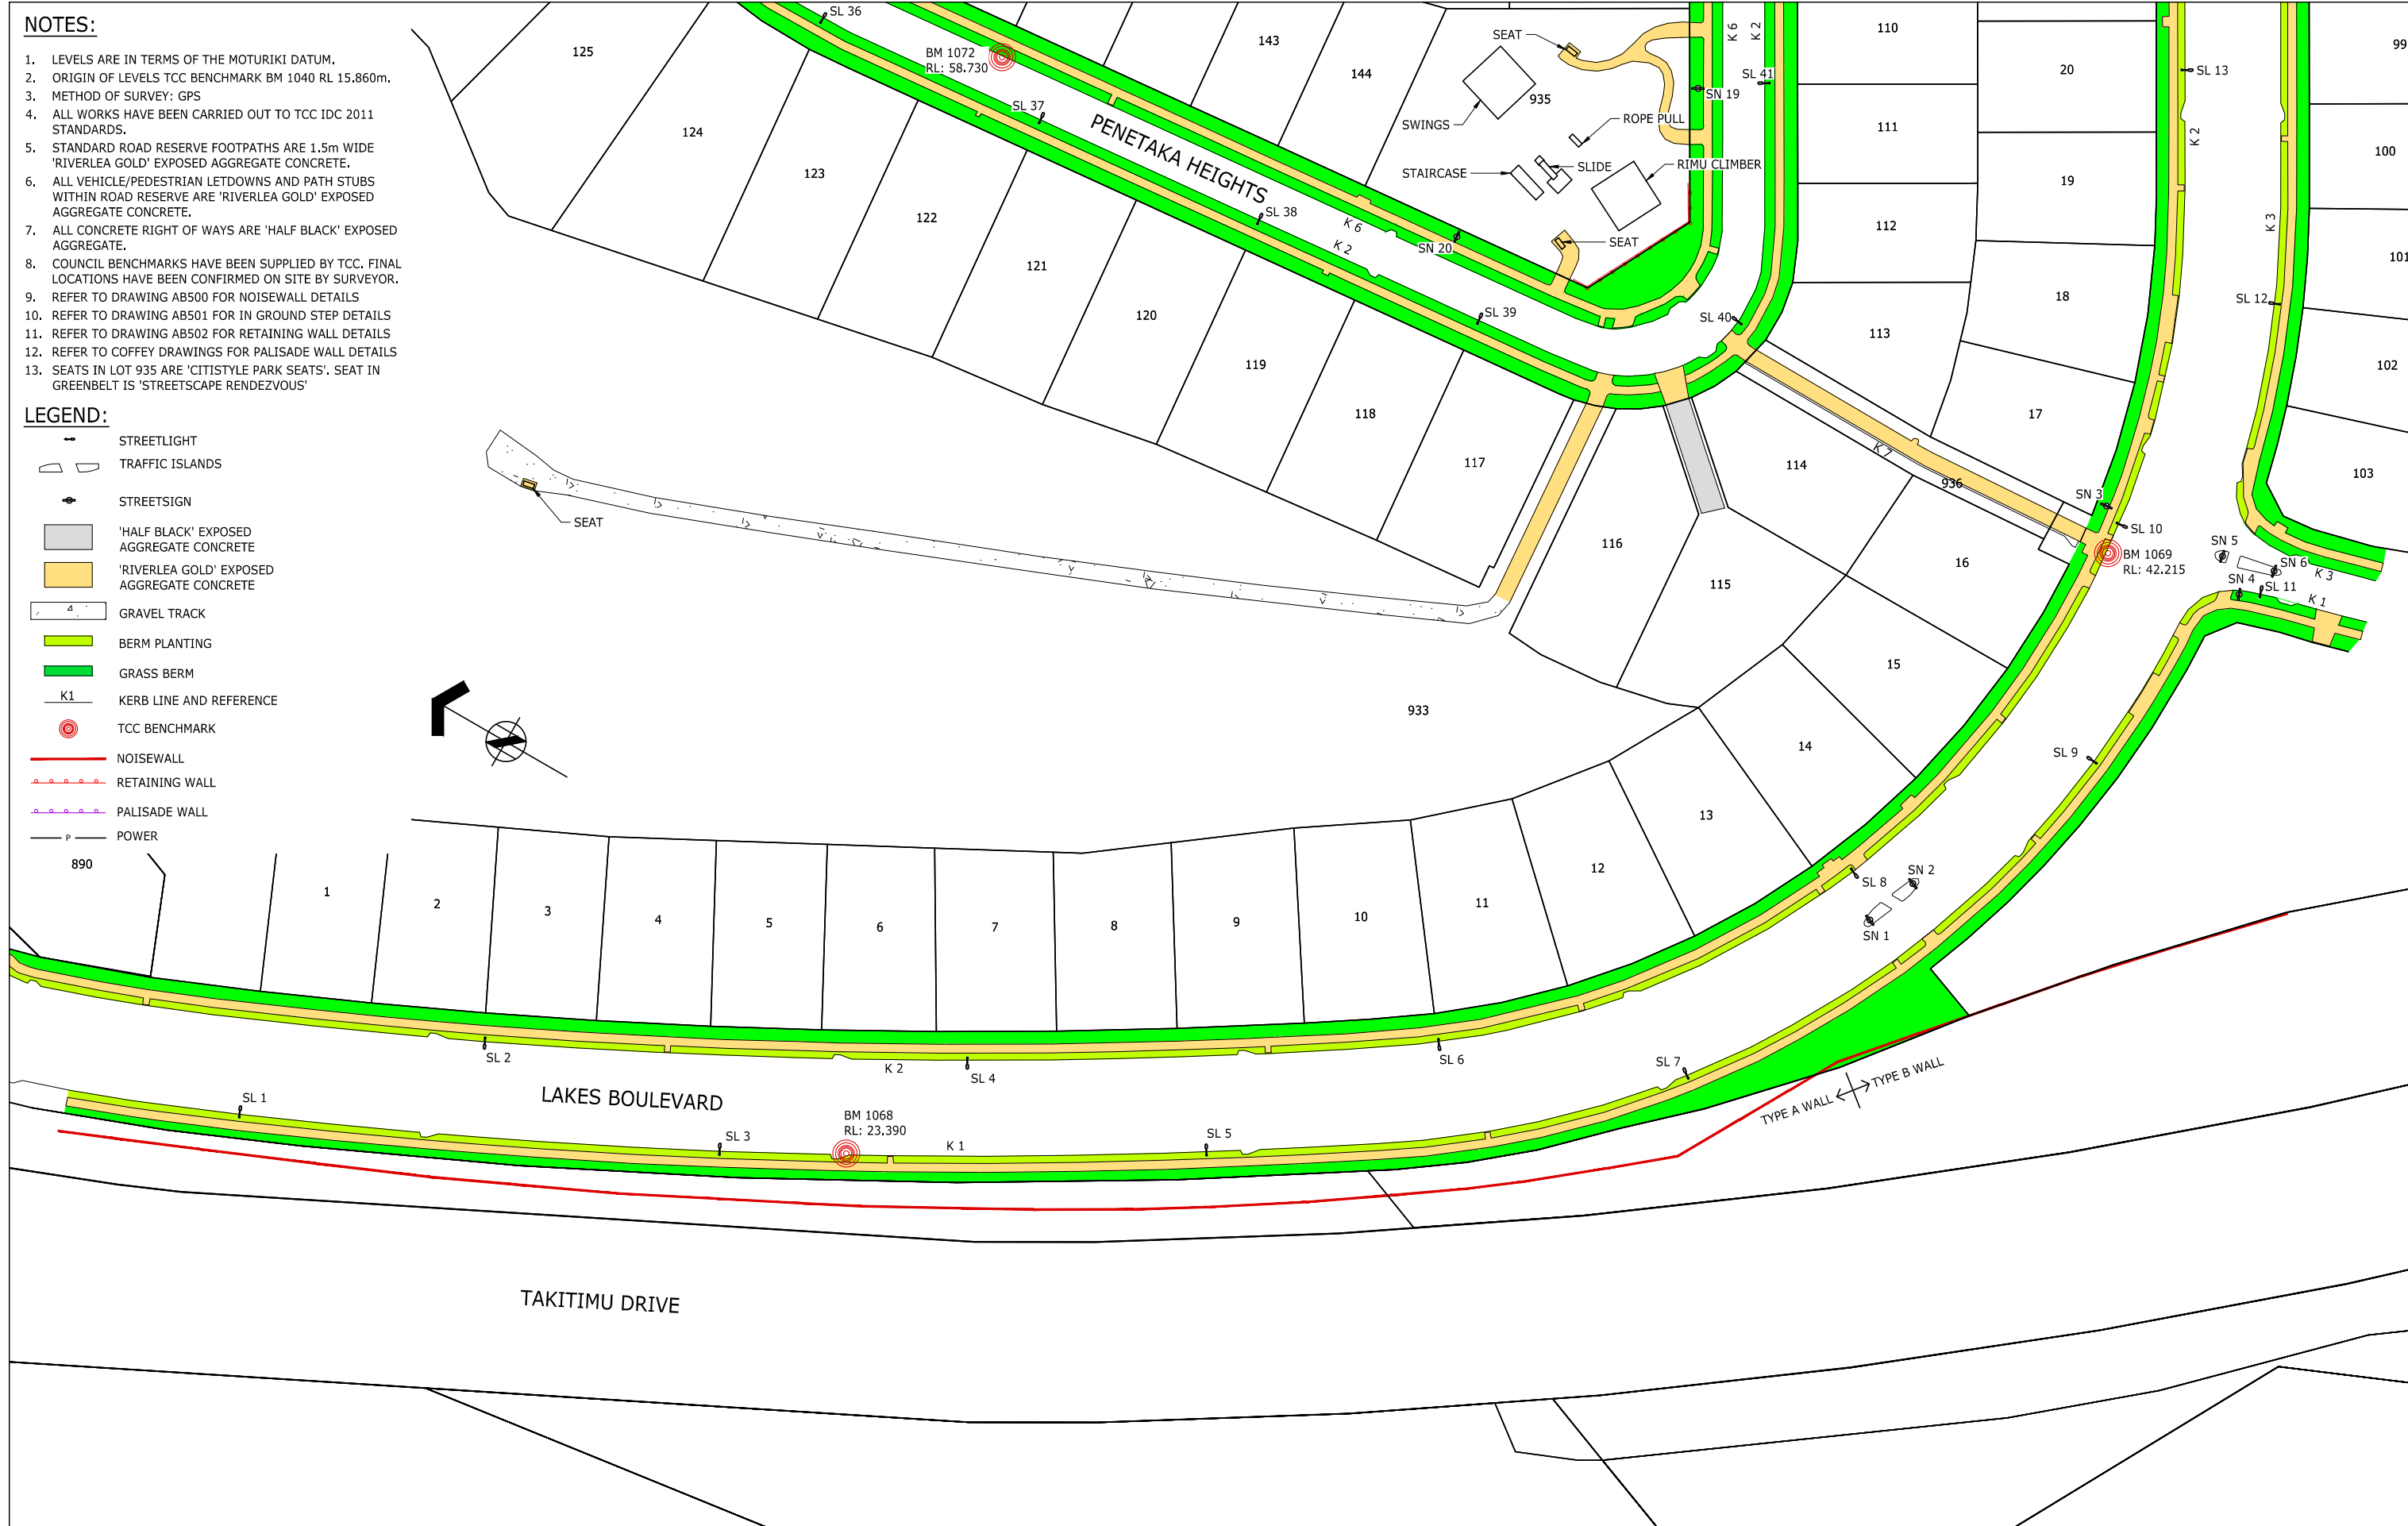 NOTES:
1. LEVELS ARE IN TERMS OF THE MOTURIKI DATUM.
2. ORIGIN OF LEVELS TCC BENCHMARK BM 1040 RL 15.860m.
3. METHOD OF SURVEY: GPS
4. ALL WORKS HAVE BEEN CARRIED OUT TO TCC IDC 2011
STANDARDS.
5. STANDARD ROAD RESERVE FOOTPATHS ARE 1.5m WIDE
'RIVERLEA GOLD' EXPOSED AGGREGATE CONCRETE.
6. ALL VEHICLE/PEDESTRIAN LETDOWNS AND PATH STUBS
WITHIN ROAD RESERVE ARE 'RIVERLEA GOLD' EXPOSED
AGGREGATE CONCRETE.
7. ALL CONCRETE RIGHT OF WAYS ARE 'HALF BLACK' EXPOSED
AGGREGATE.
8. COUNCIL BENCHMARKS HAVE BEEN SUPPLIED BY TCC. FINAL
LOCATIONS HAVE BEEN CONFIRMED ON SITE BY SURVEYOR.
9. REFER TO DRAWING AB500 FOR NOISEWALL DETAILS
10. REFER TO DRAWING AB501 FOR IN GROUND STEP DETAILS
11. REFER TO DRAWING AB502 FOR RETAINING WALL DETAILS
12. REFER TO COFFEY DRAWINGS FOR PALISADE WALL DETAILS
13. SEATS IN LOT 935 ARE 'CITISTYLE PARK SEATS'. SEAT IN
GREENBELT IS 'STREETSCAPE RENDEZVOUS'
LEGEND:
STREETLIGHT
TRAFFIC ISLANDS
STREETSIGN
'HALF BLACK' EXPOSED
AGGREGATE CONCRETE
'RIVERLEA GOLD' EXPOSED
AGGREGATE CONCRETE
GRAVEL TRACK
BERM PLANTING
GRASS BERM
K1
KERB LINE AND REFERENCE
TCC BENCHMARK
NOISEWALL
RETAINING WALL
PALISADE WALL
P
POWER
SL 36
125
BM 1072
RL: 58.730
143
144
SEAT
935
SWINGS
ROPE PULL
STAIRCASE
SLIDE
RIMU CLIMBER
SEAT
K 6
K 2
SL 41
SN 19
110
20
SL 13
99
K 2
124
SL 37
PENETAKA HEIGHTS
111
19
100
123
122
SL 38
K 6
K 2
SN 20
112
K 3
101
121
120
SL 39
SL 40
113
18
SL 12
102
119
118
117
17
103
114
K 7
936
SN 3
SL 10
BM 1069
RL: 42.215
SN 5
SN 6
K 3
SN 4
SL 11
K 1
SEAT
116
115
16
15
933
14
SL 9
13
12
SL 8
SN 2
SN 1
890
1
2
3
4
5
6
7
8
9
10
11
SL 2
K 2
SL 4
SL 6
SL 7
TYPE B WALL
TYPE A WALL
SL 1
LAKES BOULEVARD
BM 1068
RL: 23.390
SL 3
K 1
SL 5
TAKITIMU DRIVE